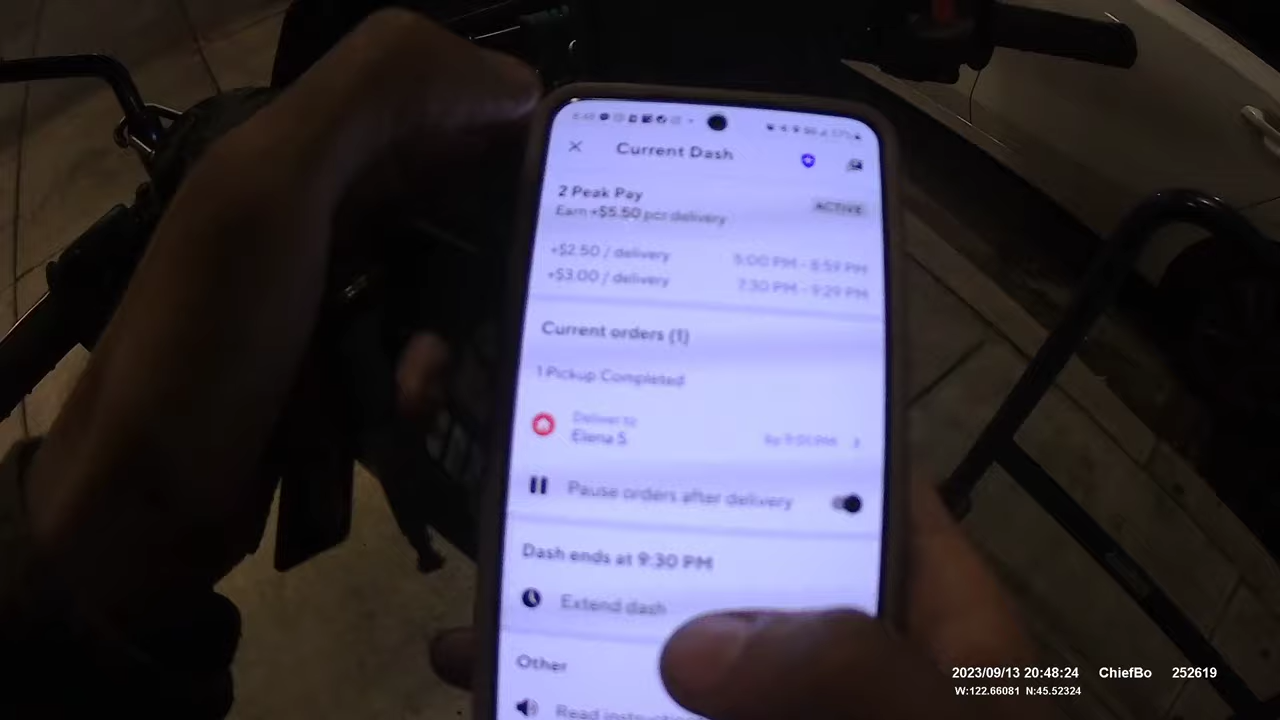 Current Dash
2 Peak Pay
ACTIVE
Earn +$5.50 per delivery
+$2.50 / delivery
5:00 PM - 8:59 PM
+$3.00 / delivery
7:30 PM - 9:29 PM
Current orders (1)
1 Pickup Completed
Deliver to
Elena S
Pause orders after delivery
Dash ends at 9:30 PM
Extend dash
Other
Read
2023/09/13 20:48:24 ChiefBo 252619
W:122.66081 N:45.52324